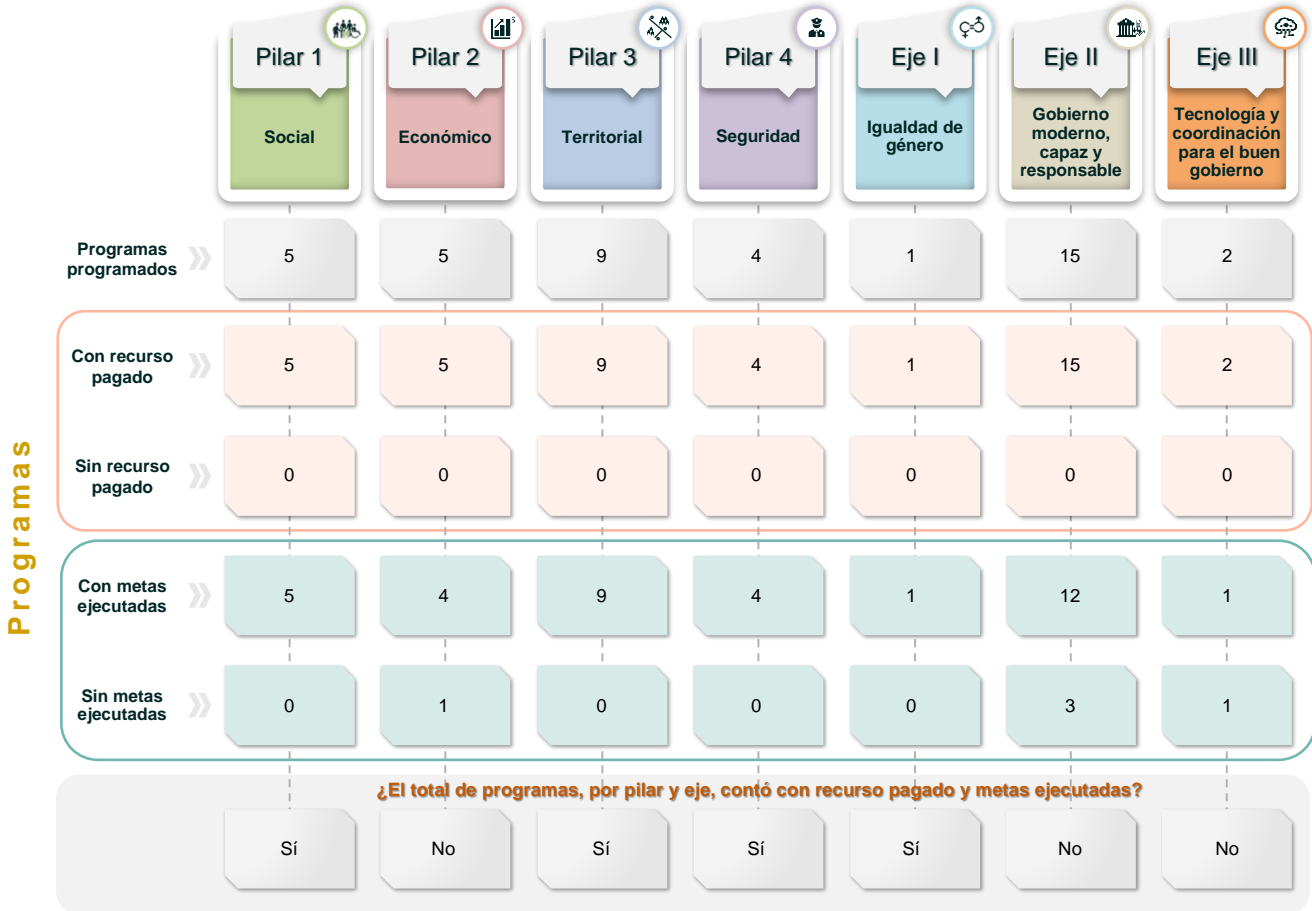 Pilar 1
Pilar 2
Pilar 3
Pilar 4
Eje I
Eje II
Eje III
Social
Económico
Territorial
Seguridad
Igualdad de
género
Gobierno
moderno,
capaz y
responsable
Tecnología y
coordinación
para el buen
gobierno
Programas
Programas
programados
5
5
9
4
1
15
2
Con recurso
pagado
5
5
9
4
1
15
2
Sin recurso
pagado
0
0
0
0
0
0
0
Con metas
ejecutadas
5
4
9
4
1
12
1
Sin metas
ejecutadas
0
1
0
0
0
3
1
¿El total de programas, por pilar y eje, contó con recurso pagado y metas ejecutadas?
Sí
No
Sí
Sí
Sí
No
No